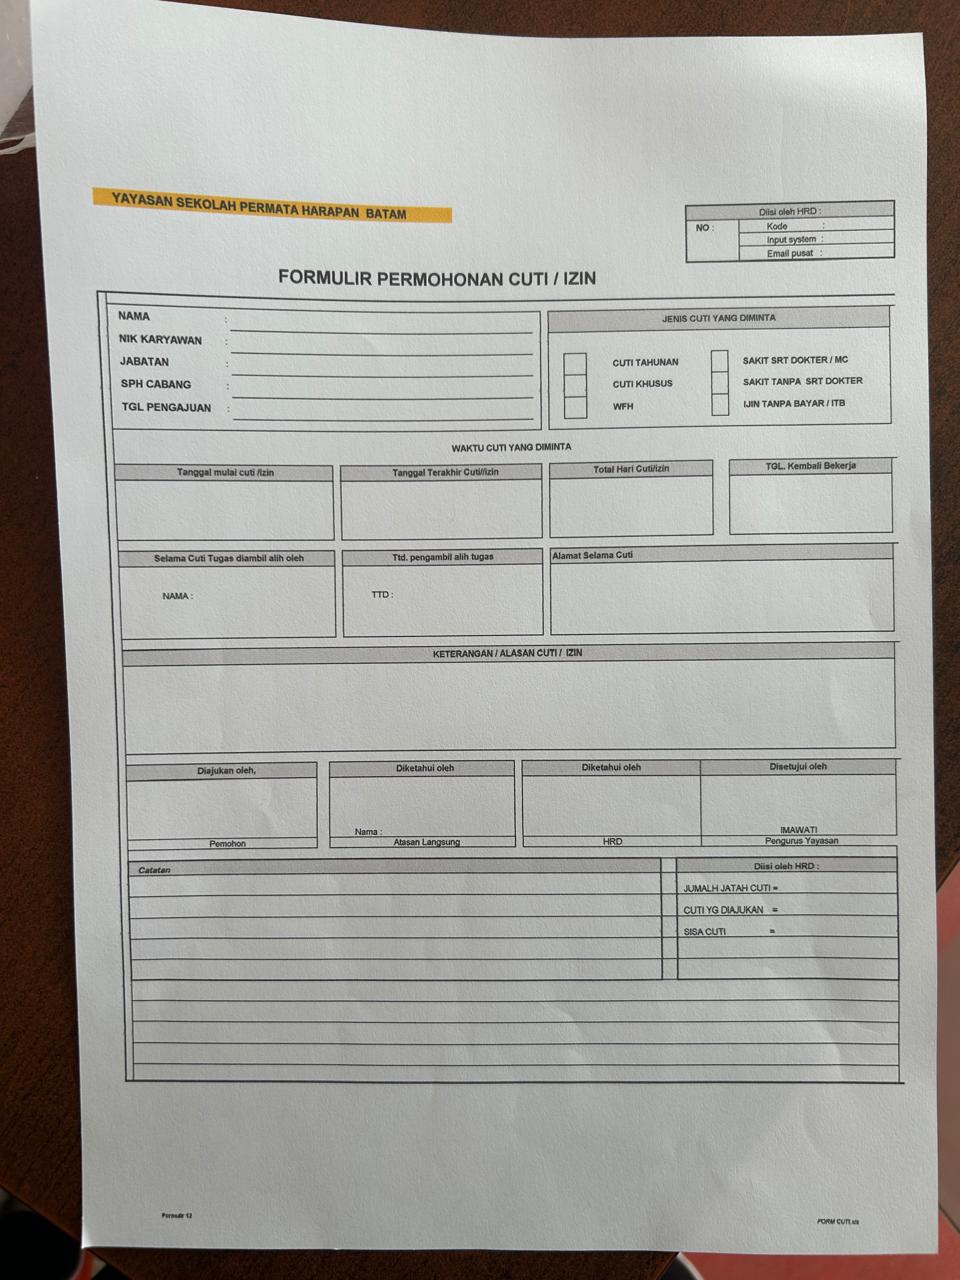 YAYASAN SEKOLAH PERMATA HARAPAN BATAM
Diisi oleh HRD :
NO :
Kode :
Input system :
Email pusat :
FORMULIR PERMOHONAN CUTI / IZIN
NAMA :
NIK KARYAWAN :
JABATAN :
SPH CABANG :
TGL PENGAJUAN :
JENIS CUTI YANG DIMINTA
CUTI TAHUNAN
SAKIT SRT DOKTER / MC
CUTI KHUSUS
SAKIT TANPA SRT DOKTER
WFH
IJIN TANPA BAYAR / ITB
WAKTU CUTI YANG DIMINTA
Tanggal mulai cuti /izin
Tanggal Terakhir Cuti//izin
Total Hari Cuti/izin
TGL. Kembali Bekerja
Selama Cuti Tugas diambil alih oleh
Ttd. pengambil alih tugas
Alamat Selama Cuti
NAMA :
TTD :
KETERANGAN / ALASAN CUTI / IZIN
Diajukan oleh,
Diketahui oleh
Diketahui oleh
Disetujui oleh
Nama :
IMAWATI
Pemohon
Atasan Langsung
HRD
Pengurus Yayasan
Catatan
Diisi oleh HRD :
JUMALH JATAH CUTI =
CUTI YG DIAJUKAN =
SISA CUTI =
Formulir 12
FORM CUTI.xls